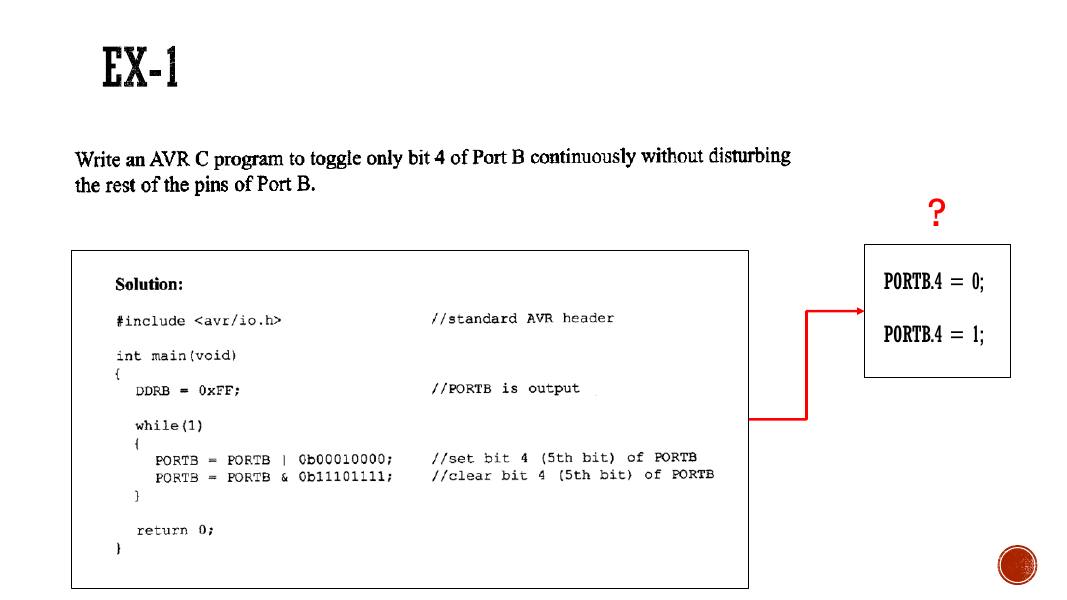 EX-1
Write an AVR C program to toggle only bit 4 of Port B continuously without disturbing
the rest of the pins of Port B.
?
PORTB.4 = 0;
PORTB.4 = 1;
Solution:
#include <avr/io.h> //standard AVR header
int main(void)
{
DDRB = 0xFF; //PORTB is output
while(1)
{
PORTB = PORTB | 0b00010000; //set bit 4 (5th bit) of PORTB
PORTB = PORTB & 0b11101111; //clear bit 4 (5th bit) of PORTB
}
return 0;
}